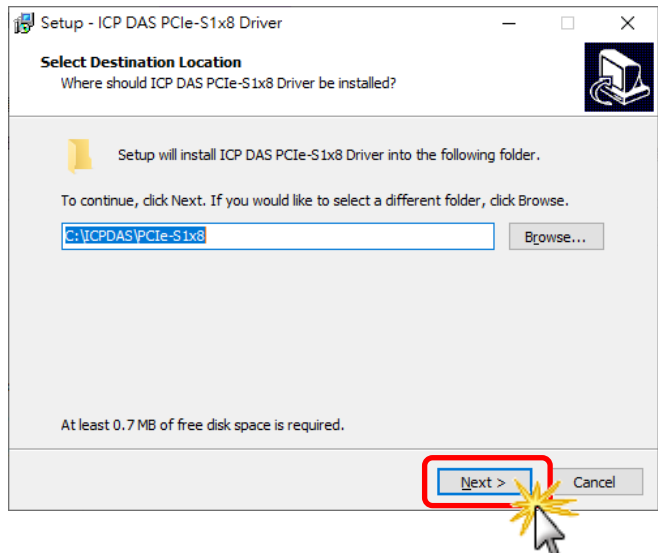 Setup - ICP DAS PCIe-S1x8 Driver
Select Destination Location
Where should ICP DAS PCIe-S1x8 Driver be installed?
Setup will install ICP DAS PCIe-S1x8 Driver into the following folder.
To continue, click Next. If you would like to select a different folder, click Browse.
C:\ICPDAS\PCIe-S1x8
Browse...
At least 0.7 MB of free disk space is required.
Next >
Cancel